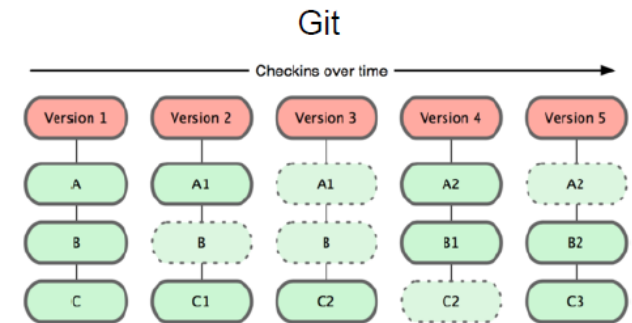 Git
Checkins over time
Version 1 Version 2 Version 3 Version 4 Version 5
A A1 A1 A2 A2
B B B B1 B2
C C1 C2 C2 C3